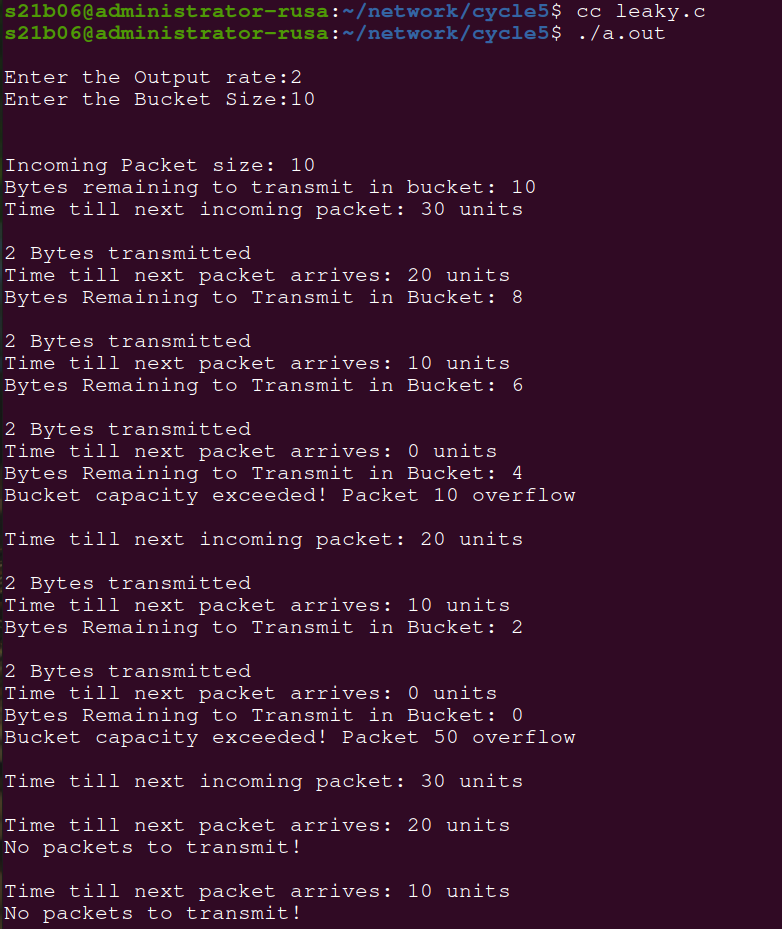 s21b06@administrator-rusa:~/network/cycle5$ cc leaky.c
s21b06@administrator-rusa:~/network/cycle5$ ./a.out
Enter the Output rate:2
Enter the Bucket Size:10
Incoming Packet size: 10
Bytes remaining to transmit in bucket: 10
Time till next incoming packet: 30 units
2 Bytes transmitted
Time till next packet arrives: 20 units
Bytes Remaining to Transmit in Bucket: 8
2 Bytes transmitted
Time till next packet arrives: 10 units
Bytes Remaining to Transmit in Bucket: 6
2 Bytes transmitted
Time till next packet arrives: 0 units
Bytes Remaining to Transmit in Bucket: 4
Bucket capacity exceeded! Packet 10 overflow
Time till next incoming packet: 20 units
2 Bytes transmitted
Time till next packet arrives: 10 units
Bytes Remaining to Transmit in Bucket: 2
2 Bytes transmitted
Time till next packet arrives: 0 units
Bytes Remaining to Transmit in Bucket: 0
Bucket capacity exceeded! Packet 50 overflow
Time till next incoming packet: 30 units
Time till next packet arrives: 20 units
No packets to transmit!
Time till next packet arrives: 10 units
No packets to transmit!